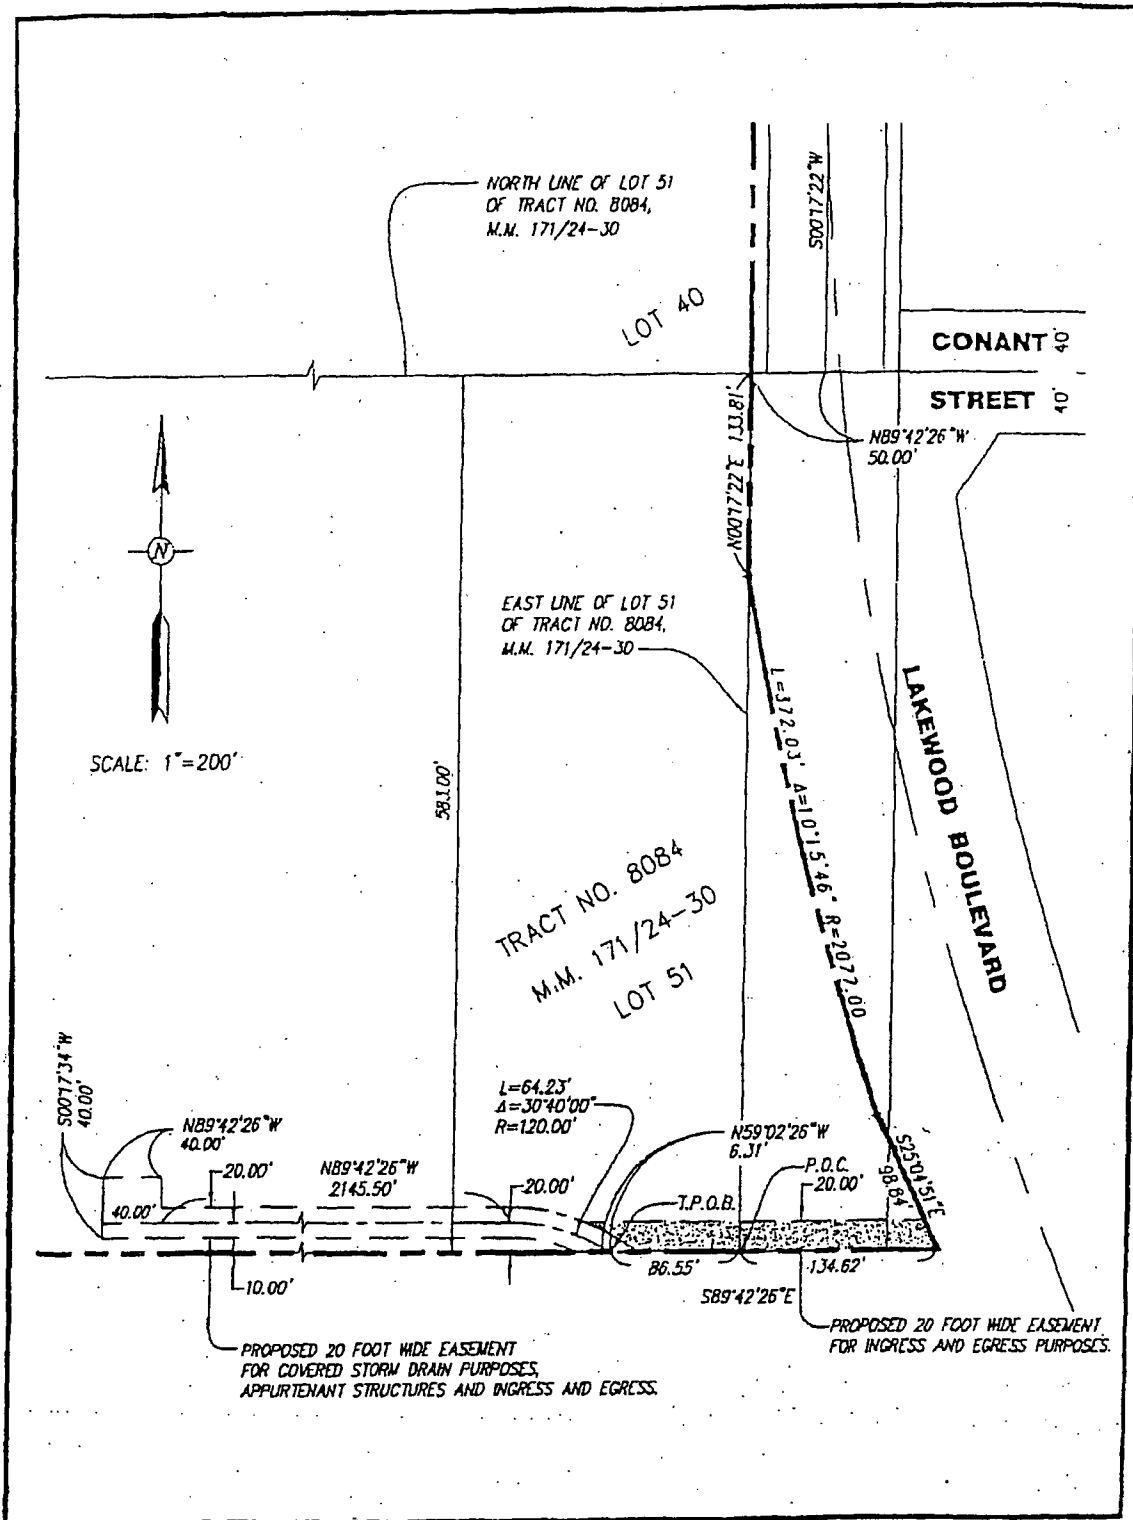 NORTH LINE OF LOT 51
OF TRACT NO. 8084,
M.M. 171/24-30
S00°17'22"W
LOT 40
CONANT 40'
STREET 40'
N89°42'26"W
50.00'
N00°17'22"E 133.81'
N
SCALE: 1"=200'
EAST LINE OF LOT 51
OF TRACT NO. 8084,
M.M. 171/24-30
583.00'
L=372.03' Δ=10°15'46" R=2077.00
LAKEWOOD BOULEVARD
TRACT NO. 8084
M.M. 171/24-30
LOT 51
S00°17'34"W
40.00'
N89°42'26"W
40.00'
20.00'
40.00'
N89°42'26"W
2145.50'
20.00'
L=64.23'
Δ=30°40'00"
R=120.00'
N59°02'26"W
6.31'
P.O.C.
20.00'
T.P.O.B.
S25°04'51"E
98.84'
86.55'
134.62'
S89°42'26"E
10.00'
PROPOSED 20 FOOT WIDE EASEMENT
FOR COVERED STORM DRAIN PURPOSES,
APPURTENANT STRUCTURES AND INGRESS AND EGRESS.
PROPOSED 20 FOOT WIDE EASEMENT
FOR INGRESS AND EGRESS PURPOSES.